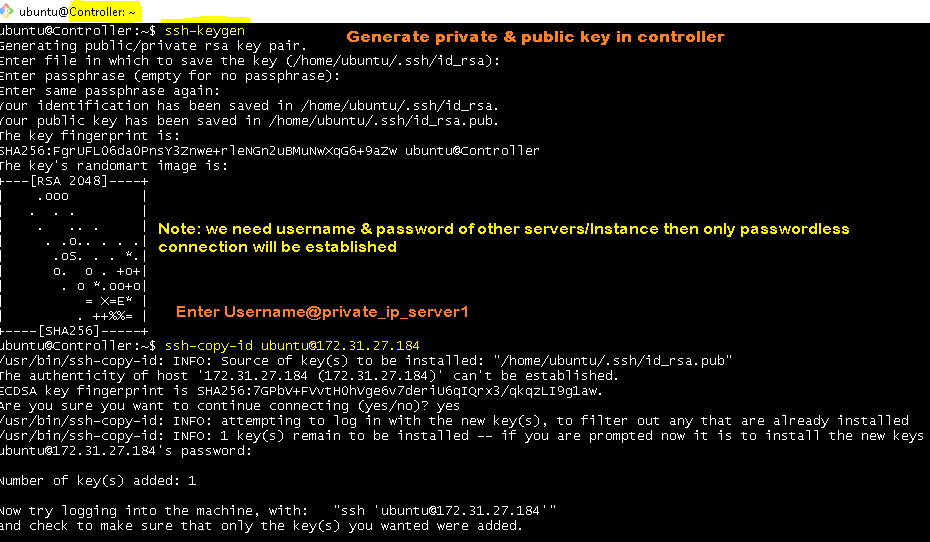 ubuntu@Controller: ~
ubuntu@Controller:~$ ssh-keygen
Generate private & public key in controller
Generating public/private rsa key pair.
Enter file in which to save the key (/home/ubuntu/.ssh/id_rsa):
Enter passphrase (empty for no passphrase):
Enter same passphrase again:
Your identification has been saved in /home/ubuntu/.ssh/id_rsa.
Your public key has been saved in /home/ubuntu/.ssh/id_rsa.pub.
The key fingerprint is:
SHA256:FgrUFLO6da0PnsY3Znwe+rleNGn2uBMuNwXqG6+9aZw ubuntu@Controller
The key's randomart image is:
+---[RSA 2048]----+
|    .ooo         |
|   .  . .        |
|    .   .. .     |
|     . .o.. . . .|
|      .oS. . . *.|
|      o.  o . +o+|
|       . o *.oo+o|
|          = X=E* |
|         . ++%%= |
+----[SHA256]-----+
Note: we need username & password of other servers/Instance then only passwordless
connection will be established
Enter Username@private_ip_server1
ubuntu@Controller:~$ ssh-copy-id ubuntu@172.31.27.184
/usr/bin/ssh-copy-id: INFO: Source of key(s) to be installed: "/home/ubuntu/.ssh/id_rsa.pub"
The authenticity of host '172.31.27.184 (172.31.27.184)' can't be established.
ECDSA key fingerprint is SHA256:7GPbV+FVvtH0hVge6v7deriU6qIQrx3/qkqzLI9g1aw.
Are you sure you want to continue connecting (yes/no)? yes
/usr/bin/ssh-copy-id: INFO: attempting to log in with the new key(s), to filter out any that are already installed
/usr/bin/ssh-copy-id: INFO: 1 key(s) remain to be installed -- if you are prompted now it is to install the new keys
ubuntu@172.31.27.184's password:
Number of key(s) added: 1
Now try logging into the machine, with:   "ssh 'ubuntu@172.31.27.184'"
and check to make sure that only the key(s) you wanted were added.